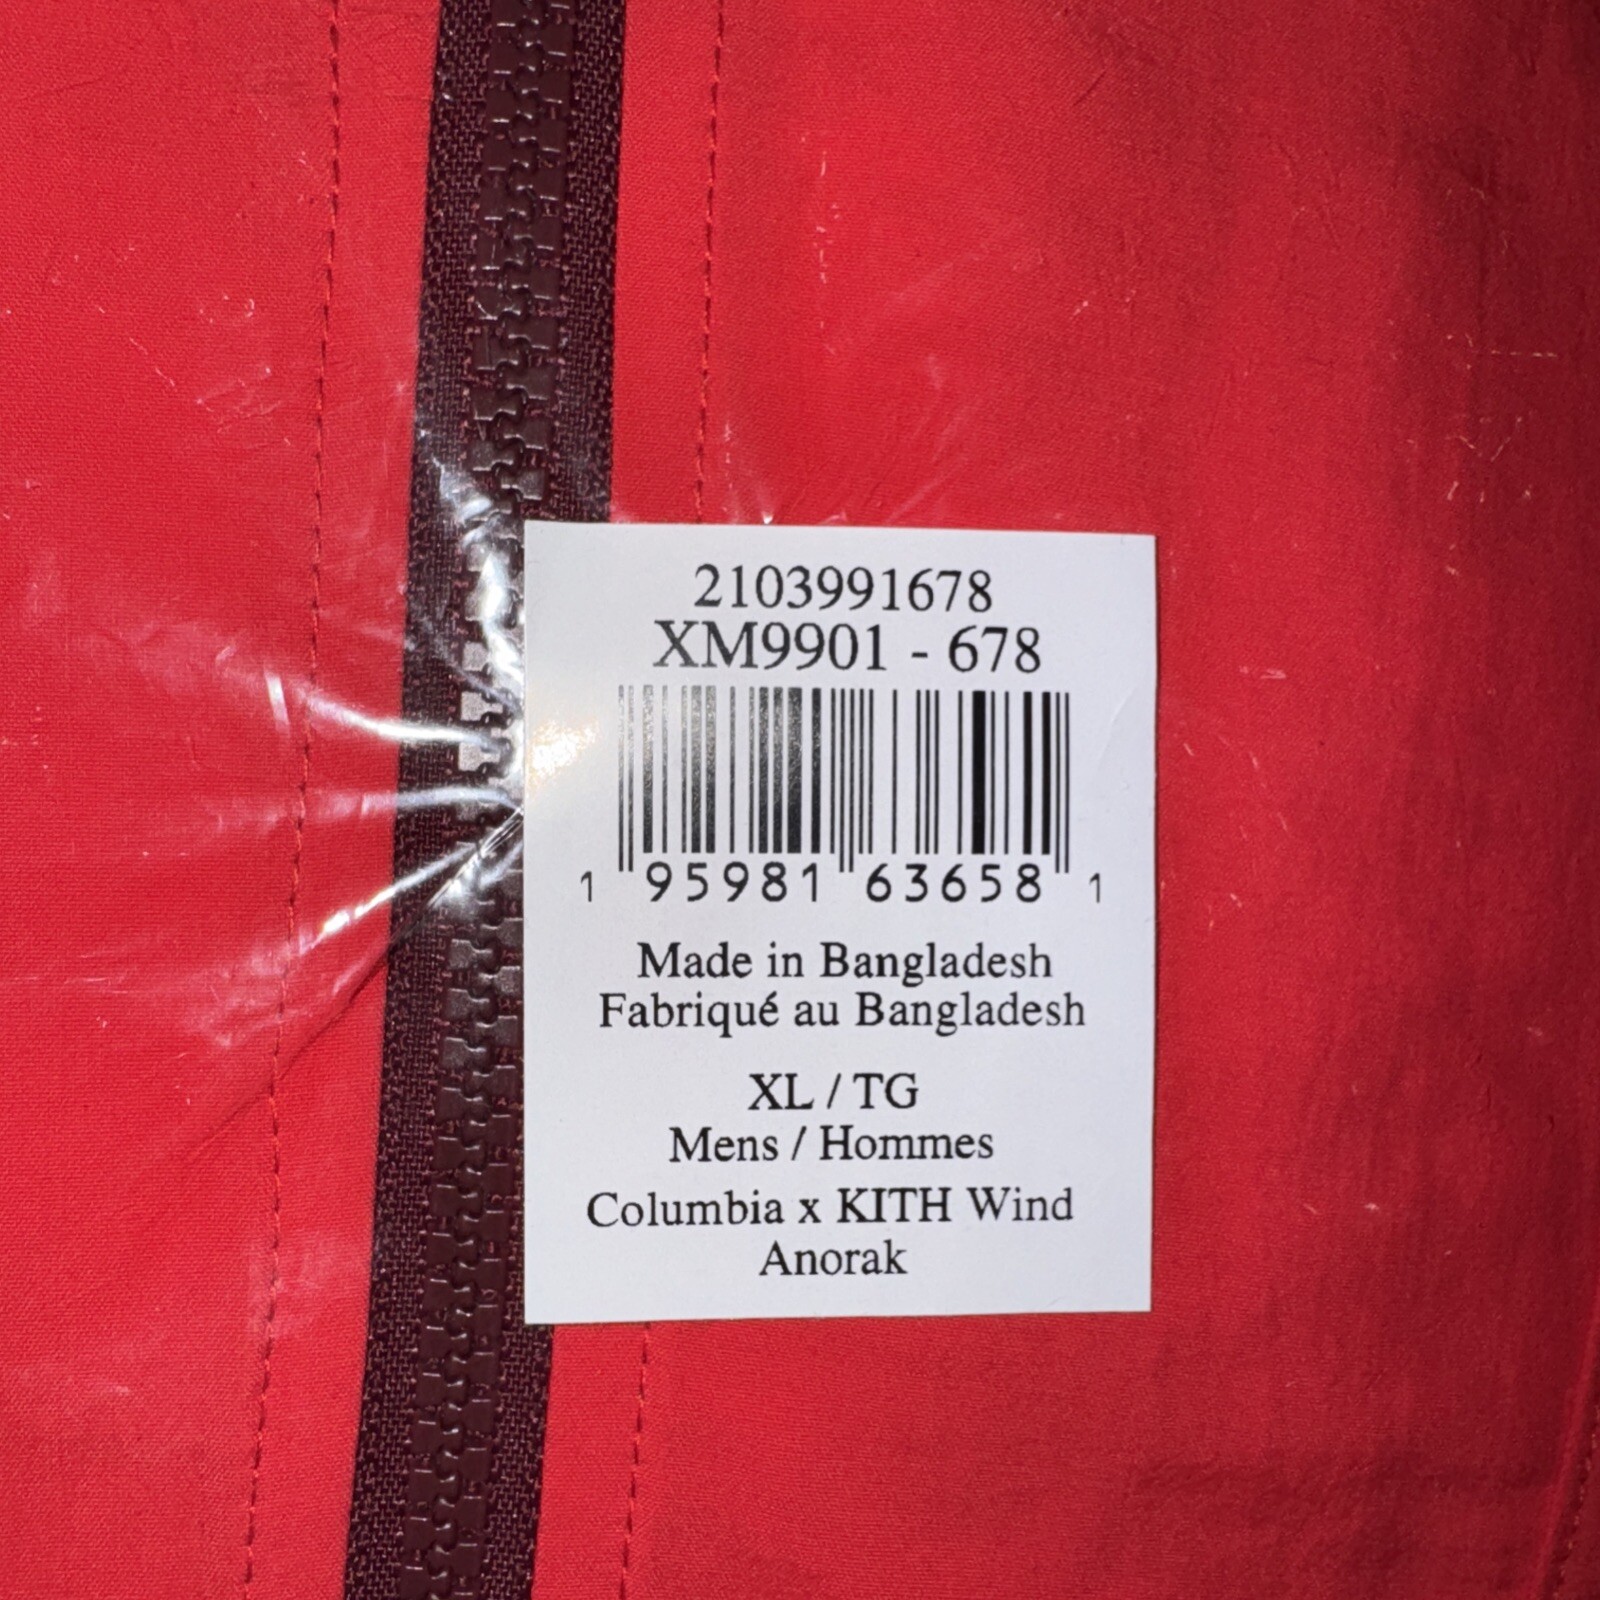 2103991678
XM9901 - 678
1 95981 63658 1
Made in Bangladesh
Fabriqué au Bangladesh
XL / TG
Mens / Hommes
Columbia x KITH Wind
Anorak